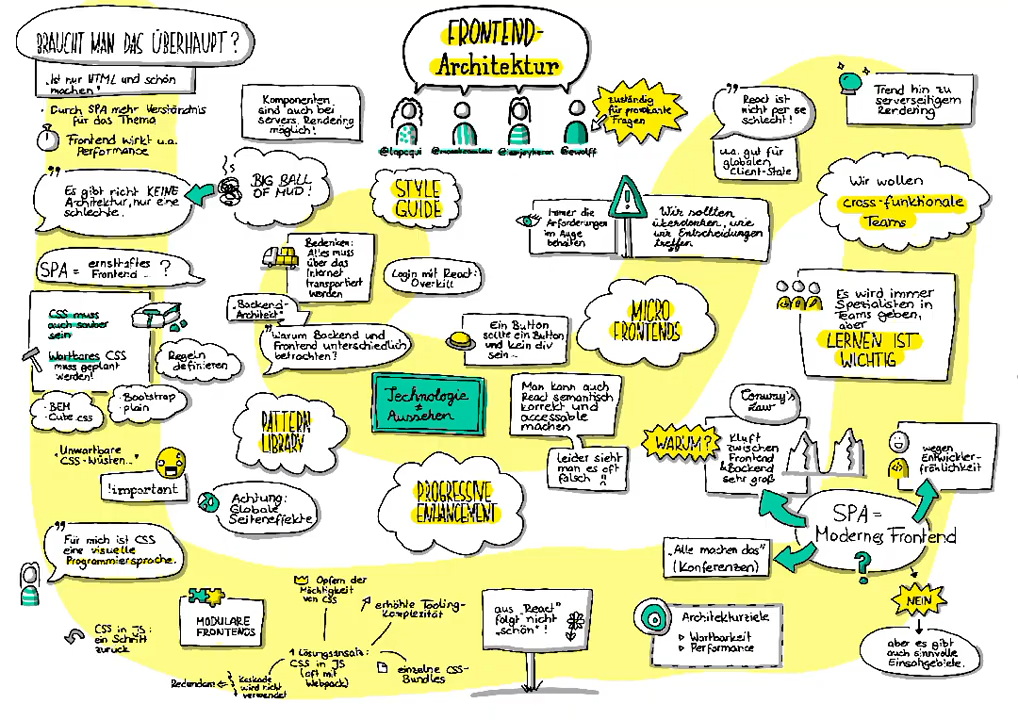 BRAUCHT MAN DAS ÜBERHAUPT?
"Ist nur HTML und schön
machen"
• Durch SPA mehr Verständnis
für das Thema
Frontend wirkt u.a.
Performance
Es gibt nicht KEINE
Architektur, nur eine
schlechte.
BIG BALL
OF MUD!
Komponenten
sind auch bei
servers. Rendering
möglich!
FRONTEND-
Architektur
@ewolff
zuständig
für provokante
Fragen
React ist
nicht per se
schlecht!
u.a. gut für
globalen
Client-State
Trend hin zu
serverseitigem
Rendering
Wir wollen
cross-funktionale
Teams
STYLE
GUIDE
Immer die
Anforderungen
im Auge
behalten
Wir sollten
überdenken, wie
wir Entscheidungen
treffen
SPA = ernsthaftes
Frontend ... ?
Bedenken:
Alles muss
über das
Internet
transportiert
werden
Login mit React:
Overkill
"Backend-
Architekt"
"Warum Backend und
Frontend unterschiedlich
betrachten?
Ein Button
sollte ein Button
und kein div
sein...
MICRO
FRONTENDS
Es wird immer
Spezialisten in
Teams geben,
aber
LERNEN IST
WICHTIG
CSS muss
auch sauber
sein
Wartbares CSS
muss geplant
werden!
Regeln
definieren
• BEM
• Cube.css
• Bootstrap
• plain
PATTERN
LIBRARY
Technologie
≠
Aussehen
Man kann auch
React semantisch
korrekt und
accessable
machen
Leider sieht
man es oft
falsch
Conway's
Law
WARUM?
Kluft
zwischen
Frontend
& Backend
sehr groß
wegen
Entwickler-
fröhlichkeit
"Unwartbare
CSS-Wüsten..."
!important
Achtung:
Globale
Seiteneffekte
PROGRESSIVE
ENHANCEMENT
SPA =
Modernes Frontend
?
"Alle machen das"
(Konferenzen)
NEIN
aber es gibt
auch sinnvolle
Einsatzgebiete.
Für mich ist CSS
eine visuelle
Programmiersprache.
CSS in JS:
ein Schritt
zurück
MODULARE
FRONTENDS
Opfern der
Mächtigkeit
von CSS
erhöhte Tooling-
Komplexität
1 Lösungsansatz:
CSS in JS
(oft mit
Webpack)
einzelne CSS-
Bundles
Kaskade
wird nicht
verwendet
Redundanz
aus "React"
folgt nicht
"schön"!
Architekturziele
▷ Wartbarkeit
▷ Performance